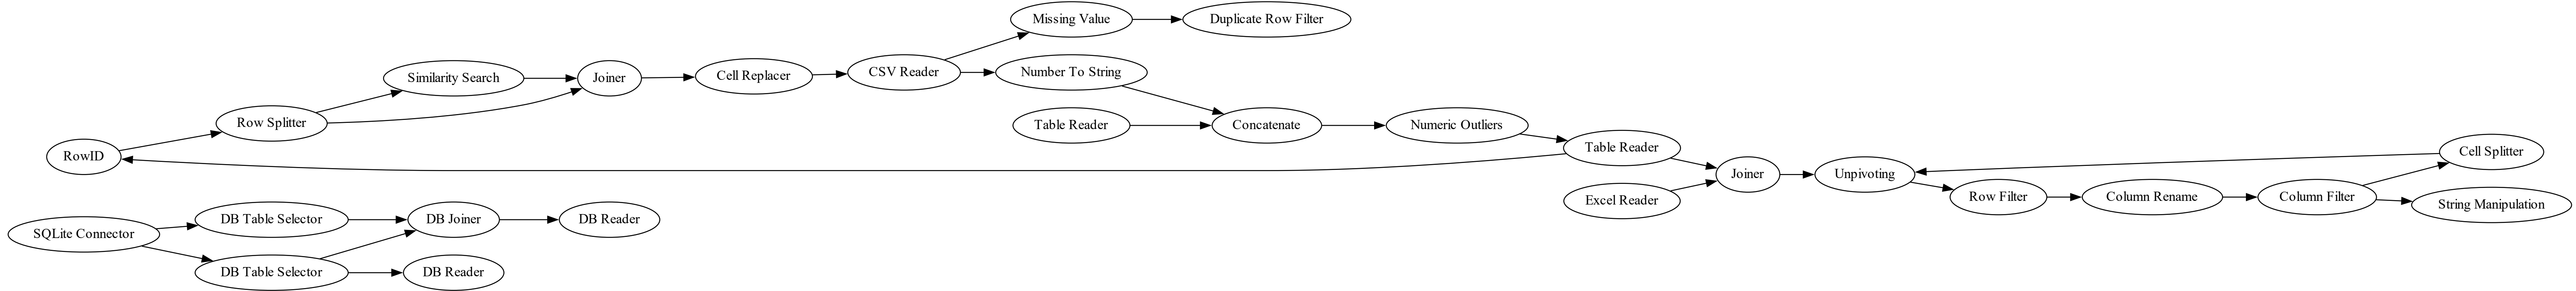 Missing Value
Duplicate Row Filter
Similarity Search
Joiner
Cell Replacer
CSV Reader
Number To String
Row Splitter
Table Reader
Concatenate
Numeric Outliers
RowID
Table Reader
Cell Splitter
Joiner
Unpivoting
Excel Reader
Row Filter
Column Rename
Column Filter
String Manipulation
SQLite Connector
DB Table Selector
DB Joiner
DB Reader
DB Table Selector
DB Reader